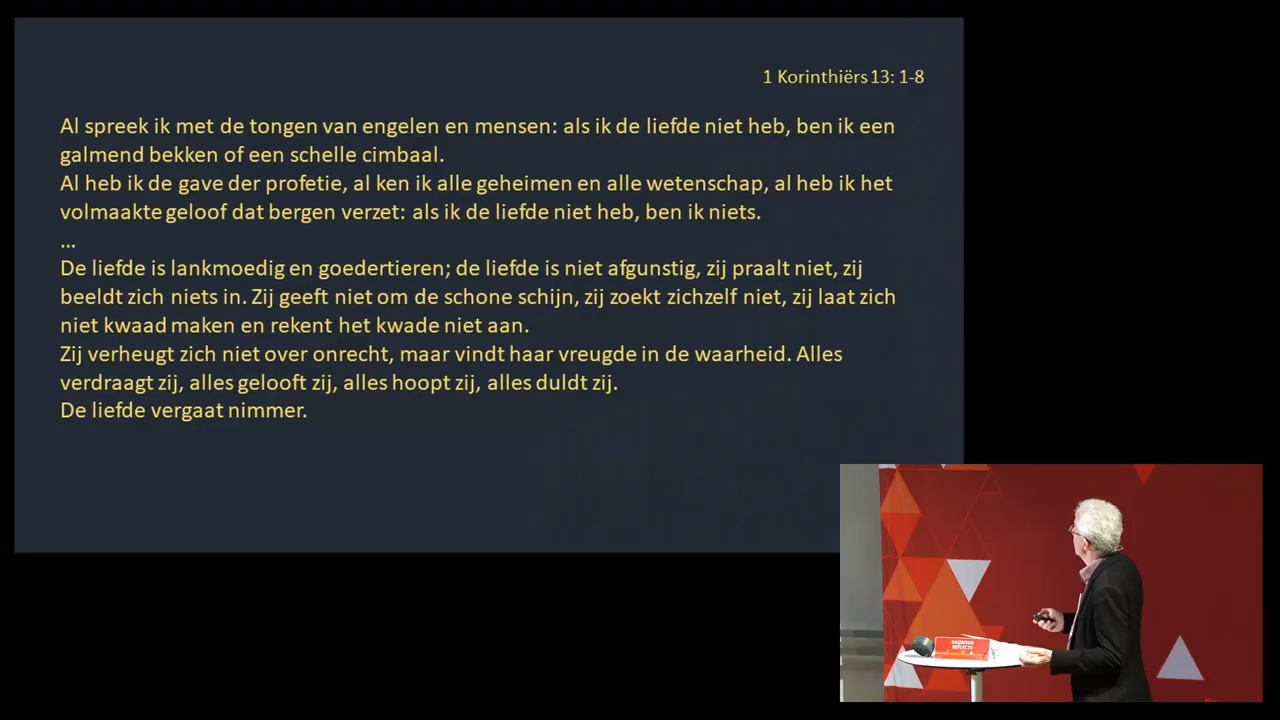 1 Korinthiërs 13: 1-8
Al spreek ik met de tongen van engelen en mensen: als ik de liefde niet heb, ben ik een
galmend bekken of een schelle cimbaal.
Al heb ik de gave der profetie, al ken ik alle geheimen en alle wetenschap, al heb ik het
volmaakte geloof dat bergen verzet: als ik de liefde niet heb, ben ik niets.
...
De liefde is lankmoedig en goedertieren; de liefde is niet afgunstig, zij praalt niet, zij
beeldt zich niets in. Zij geeft niet om de schone schijn, zij zoekt zichzelf niet, zij laat zich
niet kwaad maken en rekent het kwade niet aan.
Zij verheugt zich niet over onrecht, maar vindt haar vreugde in de waarheid. Alles
verdraagt zij, alles gelooft zij, alles hoopt zij, alles duldt zij.
De liefde vergaat nimmer.
RADBOUD
REFLECTS